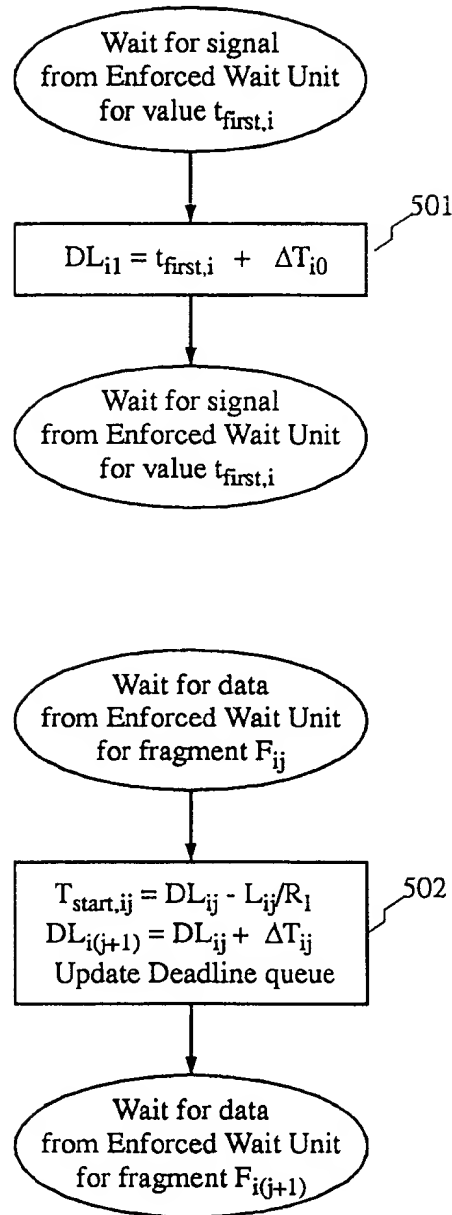 Wait for signal
from Enforced Wait Unit
for value t_first,i
501
DL_i1 = t_first,i + ΔT_i0
Wait for signal
from Enforced Wait Unit
for value t_first,i
Wait for data
from Enforced Wait Unit
for fragment F_ij
502
T_start,ij = DL_ij - L_ij/R_l
DL_i(j+1) = DL_ij + ΔT_ij
Update Deadline queue
Wait for data
from Enforced Wait Unit
for fragment F_i(j+1)